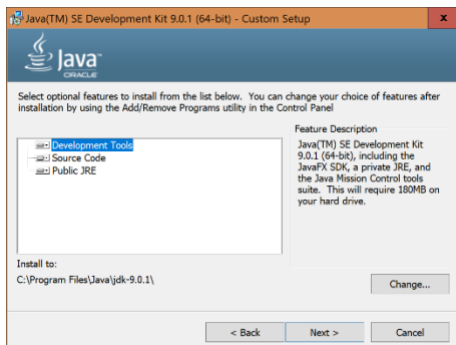 Java(TM) SE Development Kit 9.0.1 (64-bit) - Custom Setup
x
Java
ORACLE
Select optional features to install from the list below. You can change your choice of features after
installation by using the Add/Remove Programs utility in the Control Panel
Development Tools
Source Code
Public JRE
Feature Description
Java(TM) SE Development Kit
9.0.1 (64-bit), including the
JavaFX SDK, a private JRE, and
the Java Mission Control tools
suite. This will require 180MB on
your hard drive.
Install to:
C:\Program Files\Java\jdk-9.0.1\
Change...
< Back
Next >
Cancel